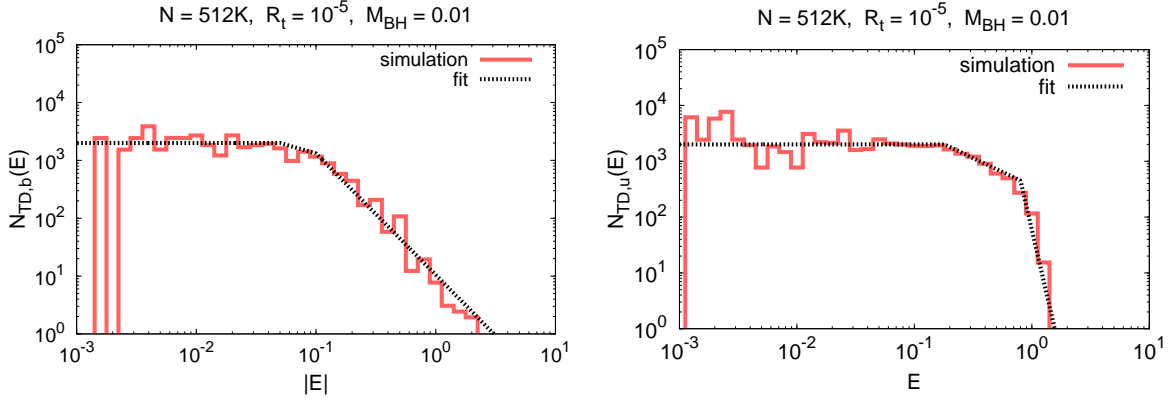 N = 512K, R_t = 10^-5, M_BH = 0.01
10^5
10^4
10^3
10^2
10^1
10^0
N_TD,b(E)
simulation
fit
10^-3
10^-2
10^-1
10^0
10^1
|E|
N = 512K, R_t = 10^-5, M_BH = 0.01
10^5
10^4
10^3
10^2
10^1
10^0
N_TD,u(E)
simulation
fit
10^-3
10^-2
10^-1
10^0
10^1
E